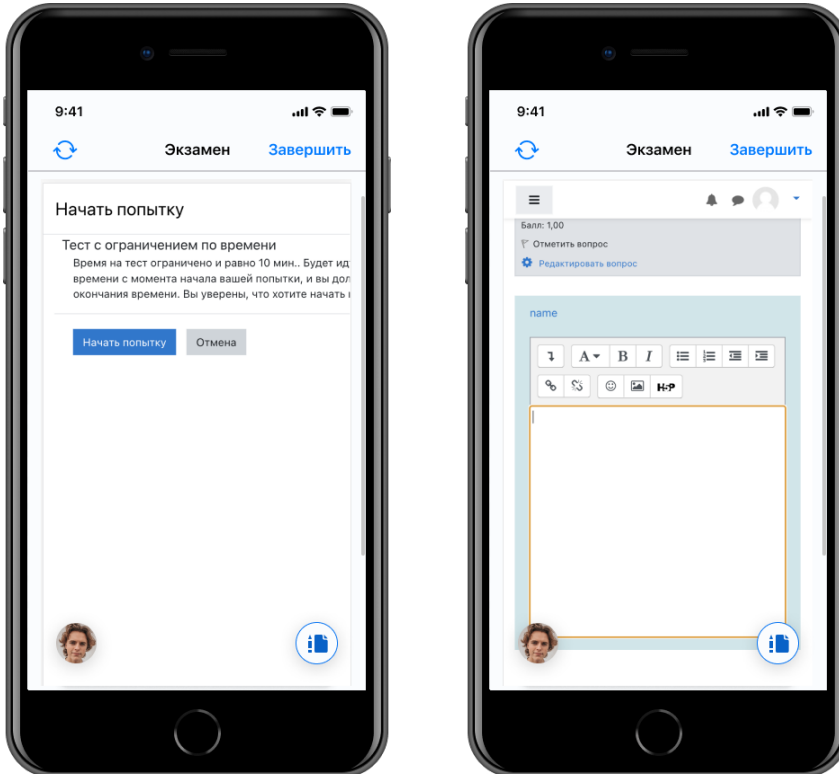 9:41
Экзамен
Завершить
Начать попытку
Тест с ограничением по времени
Время на тест ограничено и равно 10 мин.. Будет ид
времени с момента начала вашей попытки, и вы дол
окончания времени. Вы уверены, что хотите начать
Начать попытку
Отмена
9:41
Экзамен
Завершить
Балл: 1,00
Отметить вопрос
Редактировать вопрос
name
A
B
I
H-P